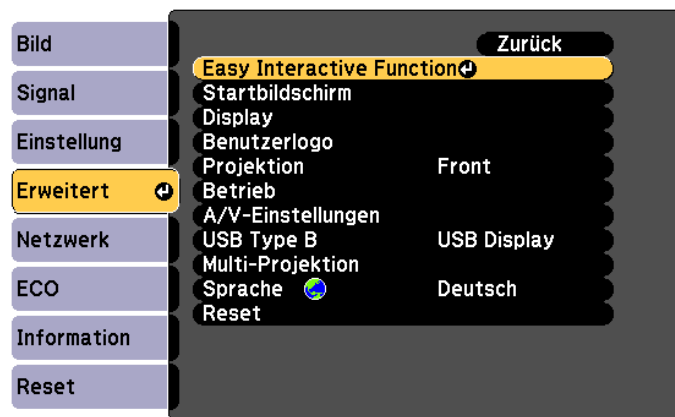 Bild
Signal
Einstellung
Erweitert
Netzwerk
ECO
Information
Reset
Zurück
Easy Interactive Function
Startbildschirm
Display
Benutzerlogo
Projektion Front
Betrieb
A/V-Einstellungen
USB Type B USB Display
Multi-Projektion
Sprache Deutsch
Reset